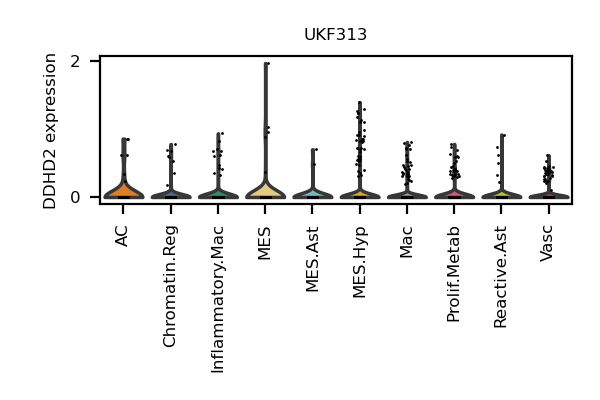 UKF313
DDHD2 expression
2
0
AC
Chromatin.Reg
Inflammatory.Mac
MES
MES.Ast
MES.Hyp
Mac
Prolif.Metab
Reactive.Ast
Vasc